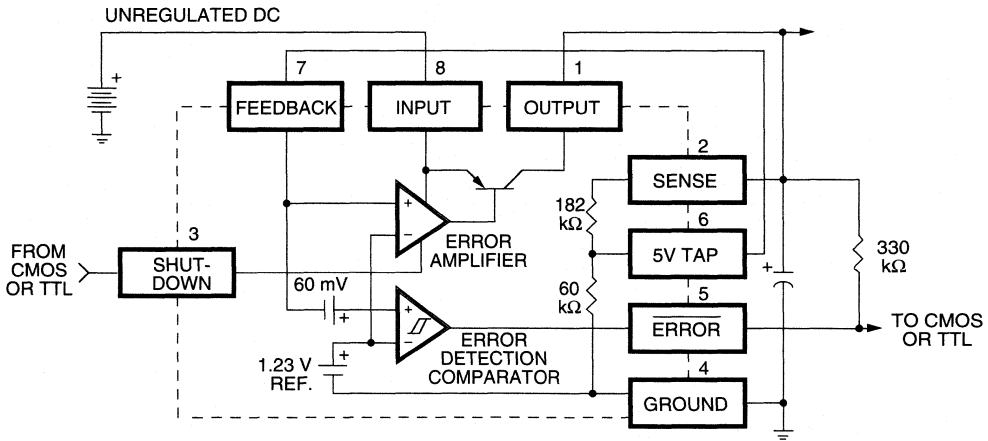 UNREGULATED DC
+
7
8
1
FEEDBACK
INPUT
OUTPUT
2
SENSE
182
kΩ
+
−
ERROR
AMPLIFIER
6
5V TAP
3
FROM
CMOS
OR TTL
SHUT-
DOWN
330
kΩ
+
60 mV
+
+
−
60
kΩ
5
ERROR
TO CMOS
OR TTL
ERROR
DETECTION
COMPARATOR
1.23 V
REF.
+
4
GROUND